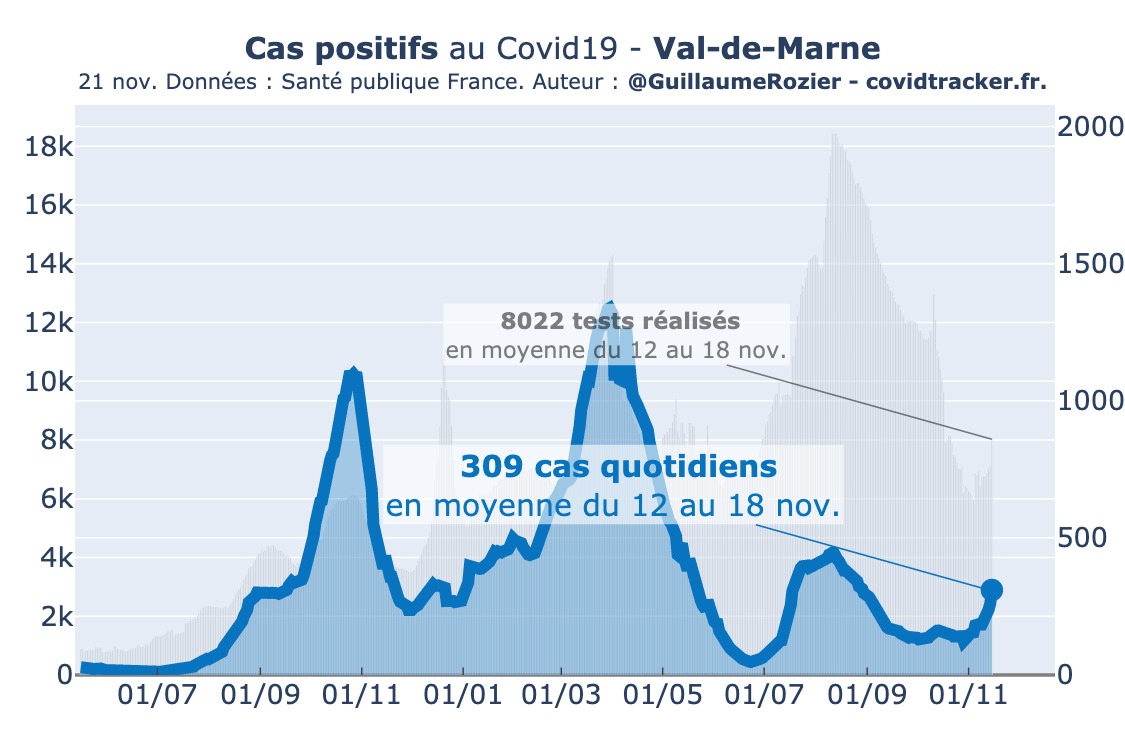 Cas positifs au Covid19 - Val-de-Marne
21 nov. Données : Santé publique France. Auteur : @GuillaumeRozier - covidtracker.fr.
2000
18k
16k
14k
1500
12k
8022 tests réalisés
en moyenne du 12 au 18 nov.
10k
1000
8k
309 cas quotidiens
6k
en moyenne du 12 au 18 nov.
500
4k
2k
0
0
01/07 01/09 01/11 01/01 01/03 01/05 01/07 01/09 01/11